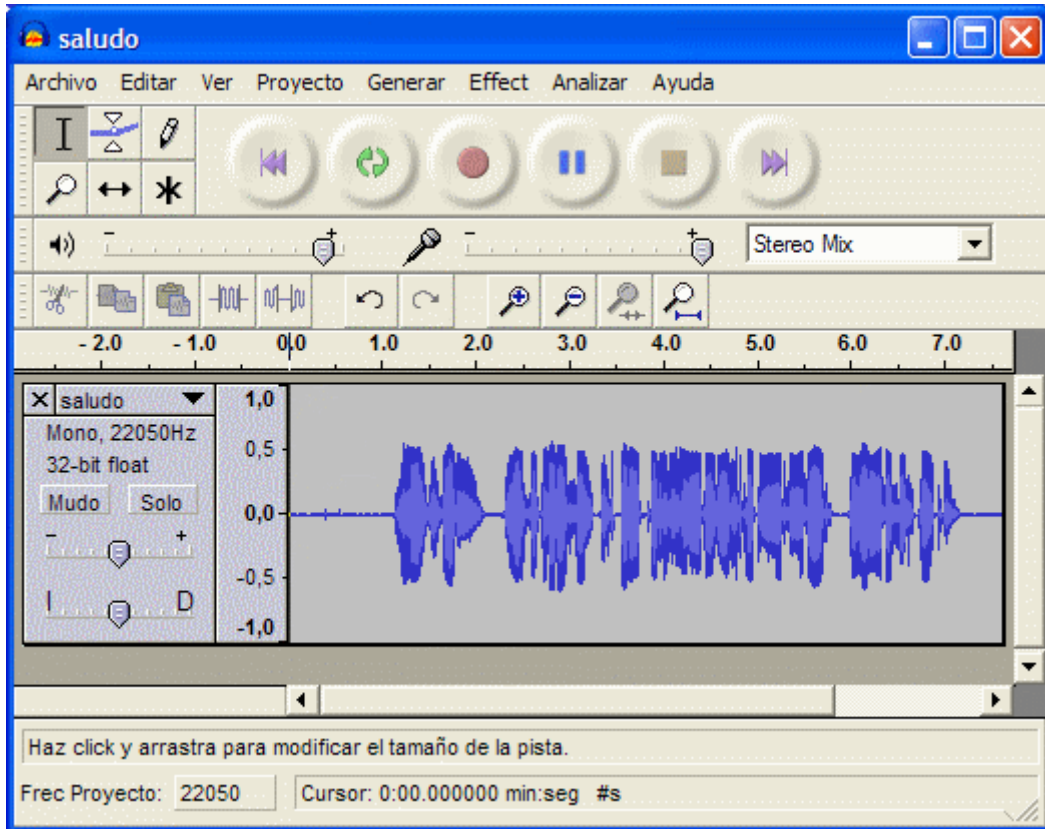 saludo
Archivo Editar Ver Proyecto Generar Effect Analizar Ayuda
Stereo Mix
- 2.0 - 1.0 0,0 1.0 2.0 3.0 4.0 5.0 6.0 7.0
saludo
Mono, 22050Hz
32-bit float
Mudo Solo
- +
I D
1,0
0,5
0,0
-0,5
-1,0
Haz click y arrastra para modificar el tamaño de la pista.
Frec Proyecto: 22050 Cursor: 0:00.000000 min:seg #s